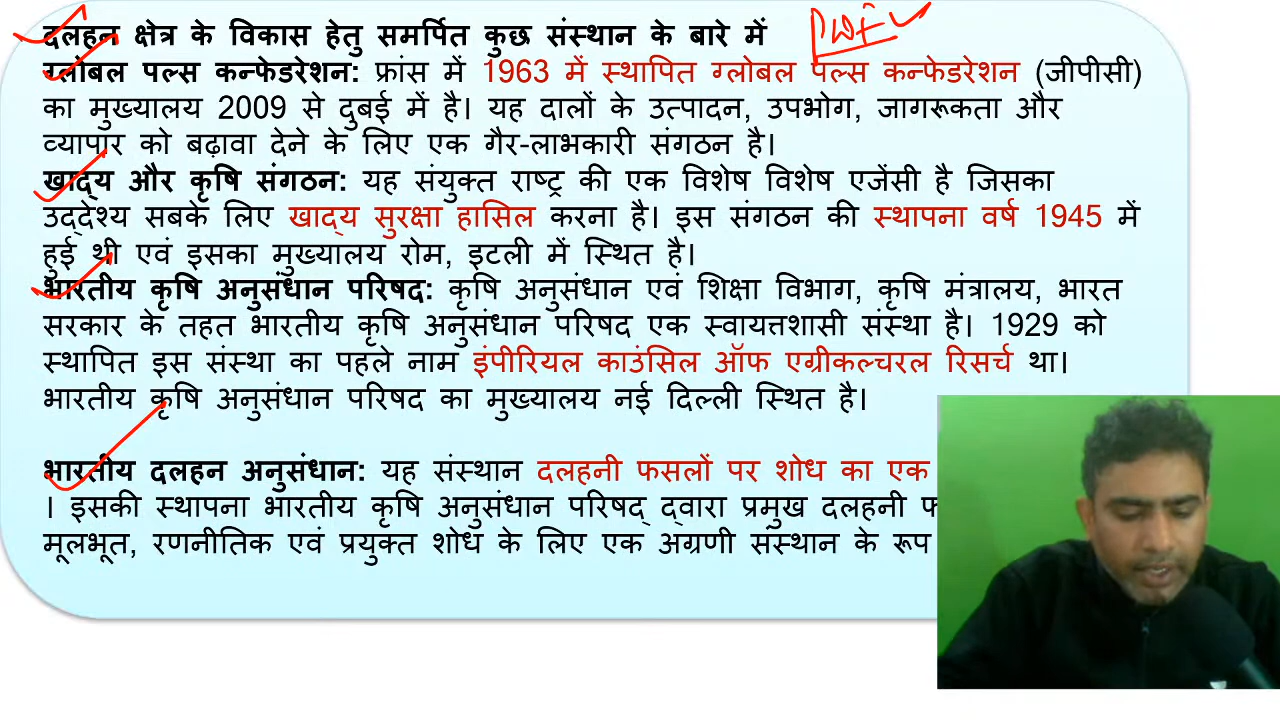 दलहन क्षेत्र के विकास हेतु समर्पित कुछ संस्थान के बारे में
ग्लोबल पल्स कन्फेडरेशन: फ्रांस में 1963 में स्थापित ग्लोबल पल्स कन्फेडरेशन (जीपीसी)
का मुख्यालय 2009 से दुबई में है। यह दालों के उत्पादन, उपभोग, जागरूकता और
व्यापार को बढ़ावा देने के लिए एक गैर-लाभकारी संगठन है।
खाद्य और कृषि संगठन: यह संयुक्त राष्ट्र की एक विशेष विशेष एजेंसी है जिसका
उद्देश्य सबके लिए खाद्य सुरक्षा हासिल करना है। इस संगठन की स्थापना वर्ष 1945 में
हुई थी एवं इसका मुख्यालय रोम, इटली में स्थित है।
भारतीय कृषि अनुसंधान परिषद: कृषि अनुसंधान एवं शिक्षा विभाग, कृषि मंत्रालय, भारत
सरकार के तहत भारतीय कृषि अनुसंधान परिषद एक स्वायत्तशासी संस्था है। 1929 को
स्थापित इस संस्था का पहले नाम इंपीरियल काउंसिल ऑफ एग्रीकल्चरल रिसर्च था।
भारतीय कृषि अनुसंधान परिषद का मुख्यालय नई दिल्ली स्थित है।
भारतीय दलहन अनुसंधान: यह संस्थान दलहनी फसलों पर शोध का एक
। इसकी स्थापना भारतीय कृषि अनुसंधान परिषद् द्वारा प्रमुख दलहनी
मूलभूत, रणनीतिक एवं प्रयुक्त शोध के लिए एक अग्रणी संस्थान के रूप